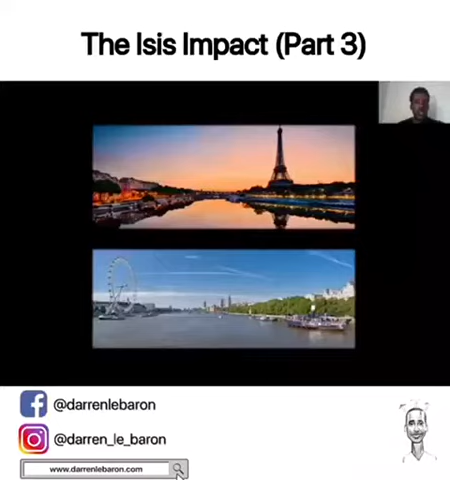 The Isis Impact (Part 3)
@darrenlebaron
@darren_le_baron
www.darrenlebaron.com